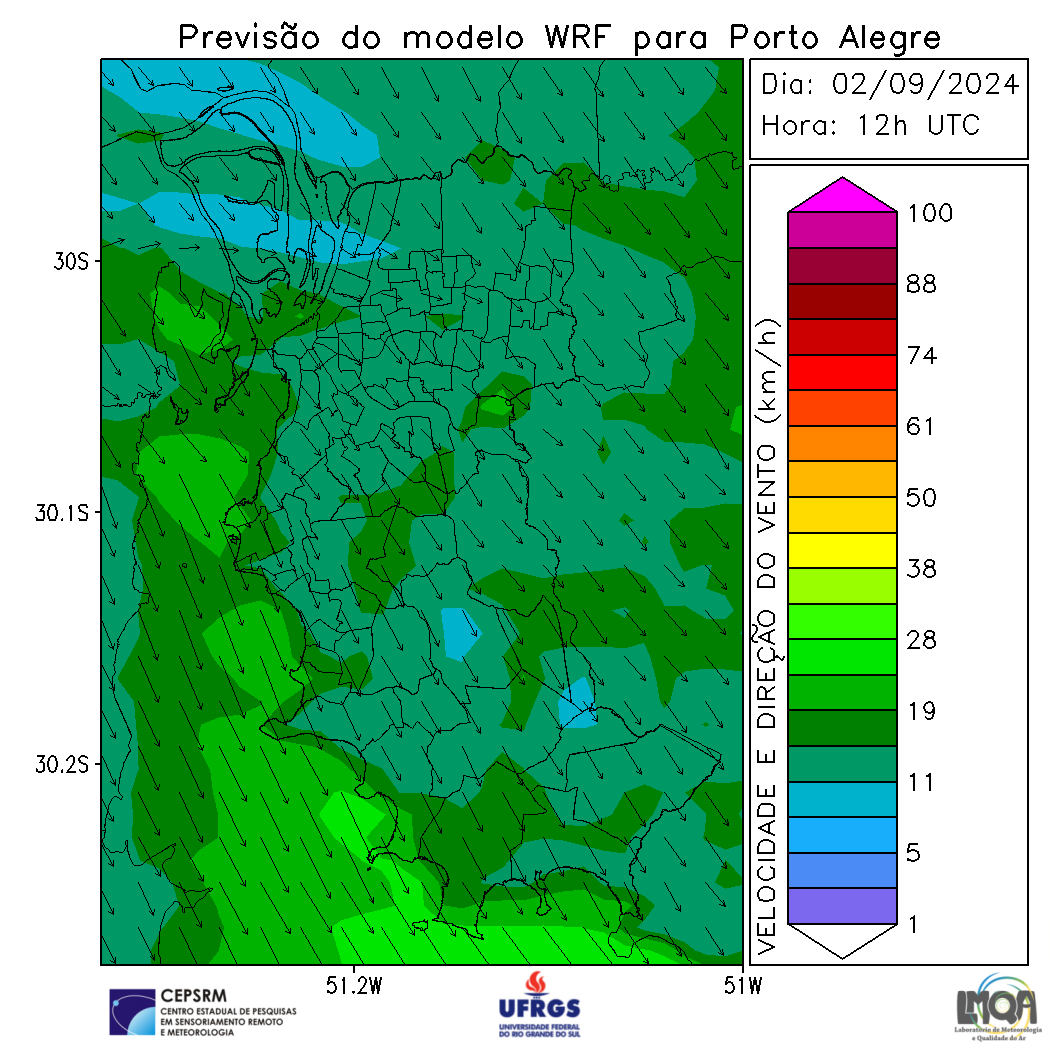 Previsão do modelo WRF para Porto Alegre
Dia: 02/09/2024
Hora: 12h UTC
30S
30.1S
30.2S
51.2W
51W
VELOCIDADE E DIREÇÃO DO VENTO (km/h)
100
88
74
61
50
38
28
19
11
5
1
CEPSRM
CENTRO ESTADUAL DE PESQUISAS
EM SENSORIAMENTO REMOTO
E METEOROLOGIA
UFRGS
UNIVERSIDADE FEDERAL
DO RIO GRANDE DO SUL
LMQA
Laboratório de Meteorologia
e Qualidade do Ar